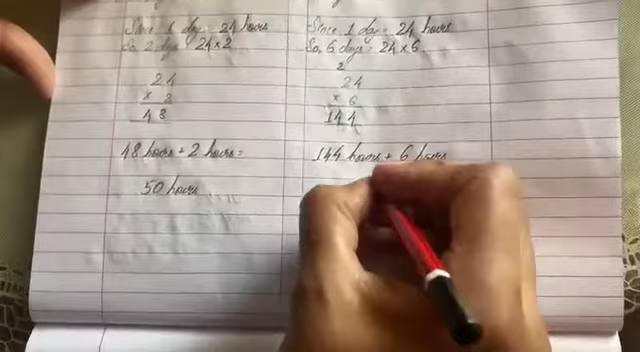 Since 1 day = 24 hours
So, 2 days = 24 × 2
24
× 2
48
48 hours + 2 hours =
50 hours
Since 1 day = 24 hours
So, 6 days = 24 × 6
2
24
× 6
144
144 hours + 6 hours